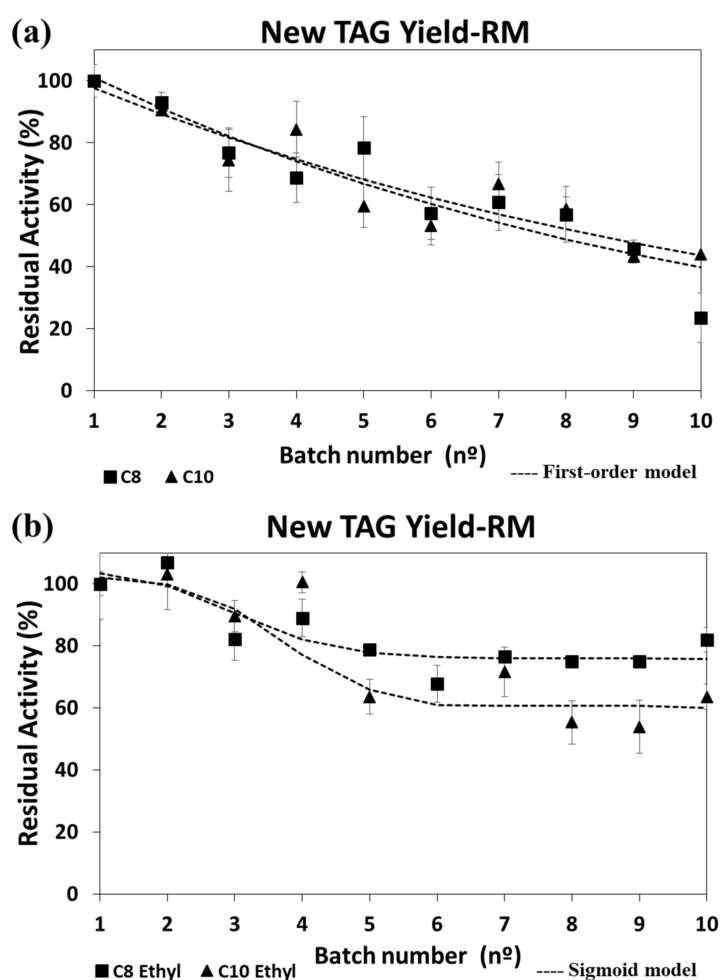 (a)
New TAG Yield-RM
Residual Activity (%)
100
80
60
40
20
0
1 2 3 4 5 6 7 8 9 10
Batch number (nº)
C8 C10 ---- First-order model
(b)
New TAG Yield-RM
Residual Activity (%)
100
80
60
40
20
0
1 2 3 4 5 6 7 8 9 10
Batch number (nº)
C8 Ethyl C10 Ethyl ---- Sigmoid model